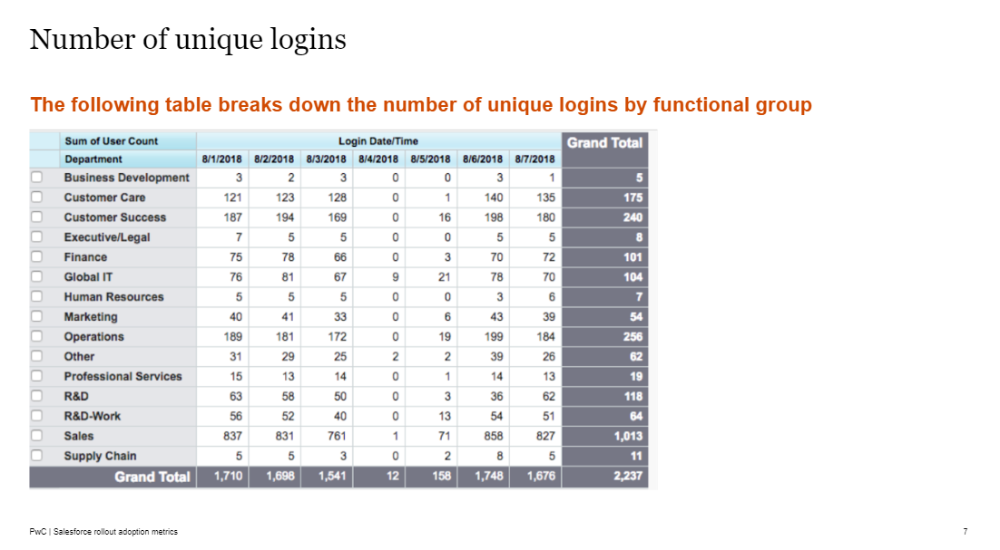 Number of unique logins
The following table breaks down the number of unique logins by functional group
Sum of User Count Login Date/Time Grand Total
Department 8/1/2018 8/2/2018 8/3/2018 8/4/2018 8/5/2018 8/6/2018 8/7/2018
Business Development 3 2 3 0 0 3 1 5
Customer Care 121 123 128 0 1 140 135 175
Customer Success 187 194 169 0 16 198 180 240
Executive/Legal 7 5 5 0 0 5 5 8
Finance 75 78 66 0 3 70 72 101
Global IT 76 81 67 9 21 78 70 104
Human Resources 5 5 5 0 0 3 6 7
Marketing 40 41 33 0 6 43 39 54
Operations 189 181 172 0 19 199 184 256
Other 31 29 25 2 2 39 26 62
Professional Services 15 13 14 0 1 14 13 19
R&D 63 58 50 0 3 36 62 118
R&D-Work 56 52 40 0 13 54 51 64
Sales 837 831 761 1 71 858 827 1,013
Supply Chain 5 5 3 0 2 8 5 11
Grand Total 1,710 1,698 1,541 12 158 1,748 1,676 2,237
PwC | Salesforce rollout adoption metrics 7